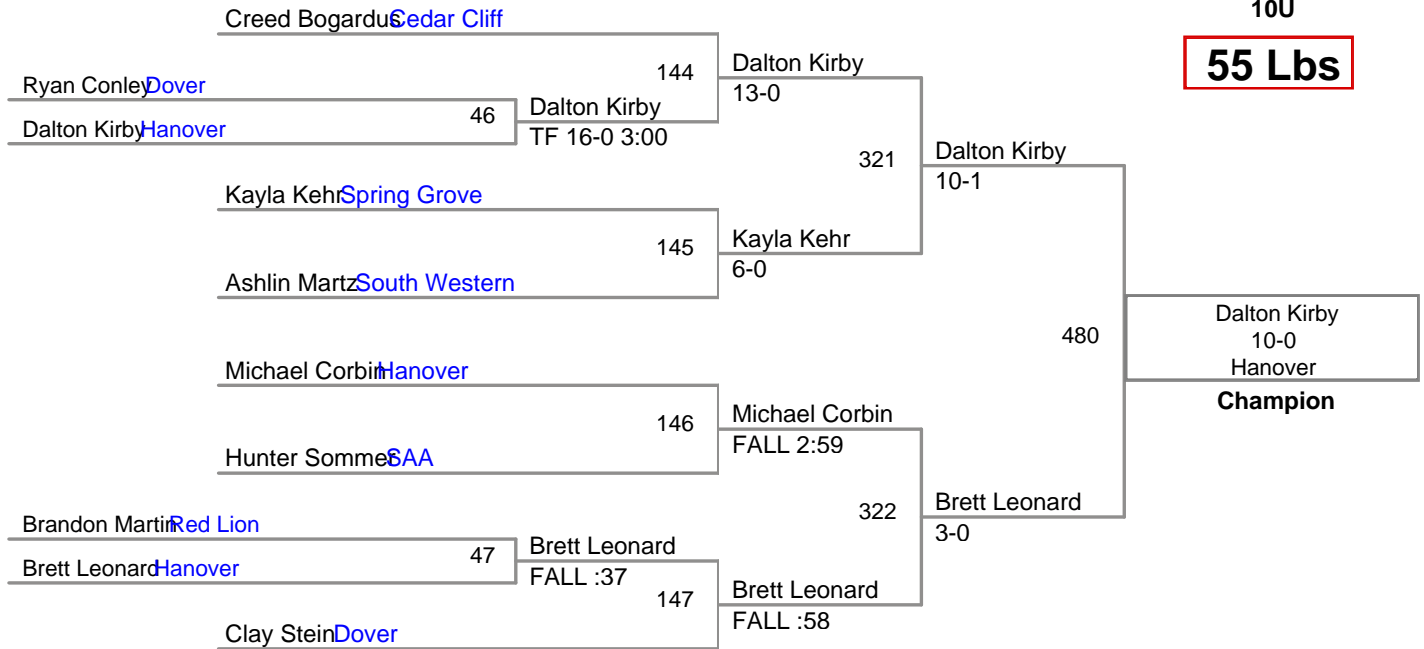 10U
55 Lbs
Creed Bogardus Cedar Cliff
144
Dalton Kirby
13-0
Ryan Conley Dover
46
Dalton Kirby
TF 16-0 3:00
Dalton Kirby Hanover
321
Dalton Kirby
10-1
Kayla Kehr Spring Grove
145
Kayla Kehr
6-0
Ashlin Martz South Western
480
Dalton Kirby
10-0
Hanover
Champion
Michael Corbin Hanover
146
Michael Corbin
FALL 2:59
Hunter Sommer SAA
322
Brett Leonard
3-0
Brandon Martin Red Lion
47
Brett Leonard
FALL :37
Brett Leonard Hanover
147
Brett Leonard
FALL :58
Clay Stein Dover